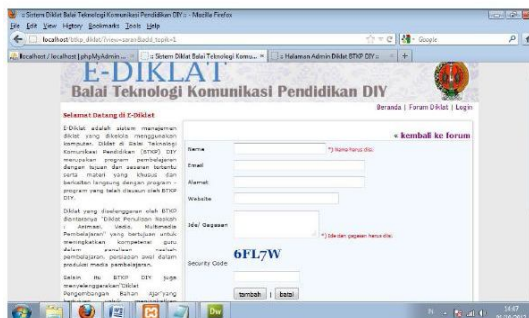 :: Sistem Diklat Balai Teknologi Komunikasi Pendidikan DIY :: - Mozilla Firefox
File Edit View History Bookmarks Tools Help
Google
localhost / localhost | phpMyAdmin ...
:: Sistem Diklat Balai Teknologi Komu...
:: Halaman Admin Diklat BTKP DIY ::
E-DIKLAT
Balai Teknologi Komunikasi Pendidikan DIY
Beranda | Forum Diklat | Login
Selamat Datang di E-Diklat
E-Diklat adalah sistem manajemen
diklat yang dikelola menggunakan
komputer. Diklat di Balai Teknologi
Komunikasi Pendidikan (BTKP) DIY
merupakan program pembelajaran
dengan tujuan dan sasaran tertentu
serta materi yang khusus dan
berkaitan langsung dengan program -
program yang telah disusun oleh BTKP
DIY.
Diklat yang diselenggaran oleh BTKP
diantaranya "Diklat Penulisan Naskah
: Animasi, Media, Multimedia
Pembelajaran" yang bertujuan untuk
meningkatkan kompetensi guru
dalam penulisan naskah
pembelajaran, persiapan awal dalam
produksi media pembelajaran.
Selain itu BTKP DIY juga
menyelenggarakan"Diklat
Pengembangan Bahan Ajar"yang
« kembali ke forum
Nama
*) Nama harus diisi
Email
Alamat
Website
Ide/ Gagasan
*) Ide dan gagasan harus diisi
Security Code
6FL7W
tambah | batal
Dw
IN
14:47